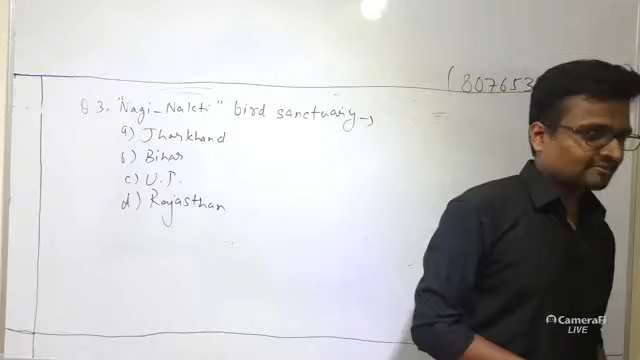 (807653
Q 3. "Nagi-Nakti" bird sanctuary →
a) Jharkhand
b) Bihar
c) U.P.
d) Rajasthan
CameraFi
LIVE